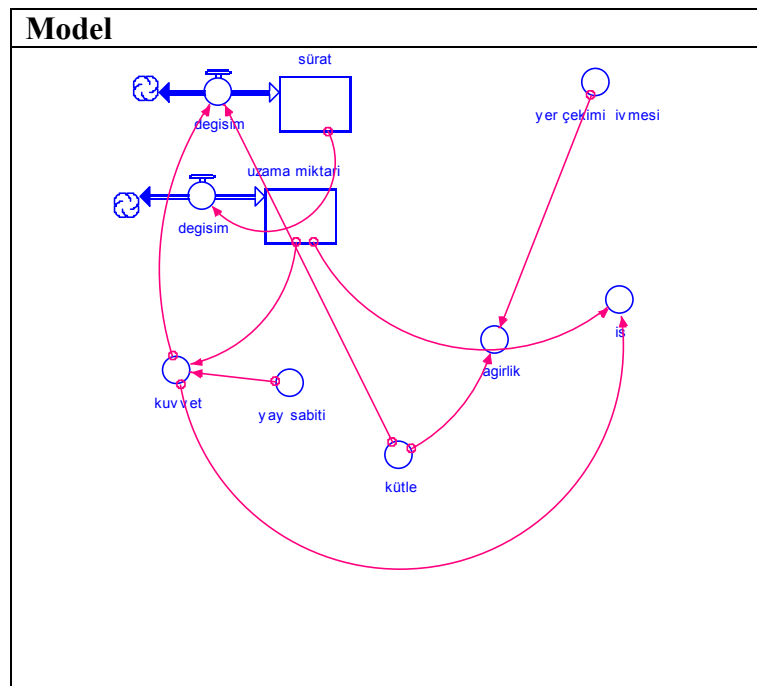 Model
sürat
degisim
yer çekimi ivmesi
uzama miktari
degisim
is
agirlik
kuvvet
yay sabiti
kütle